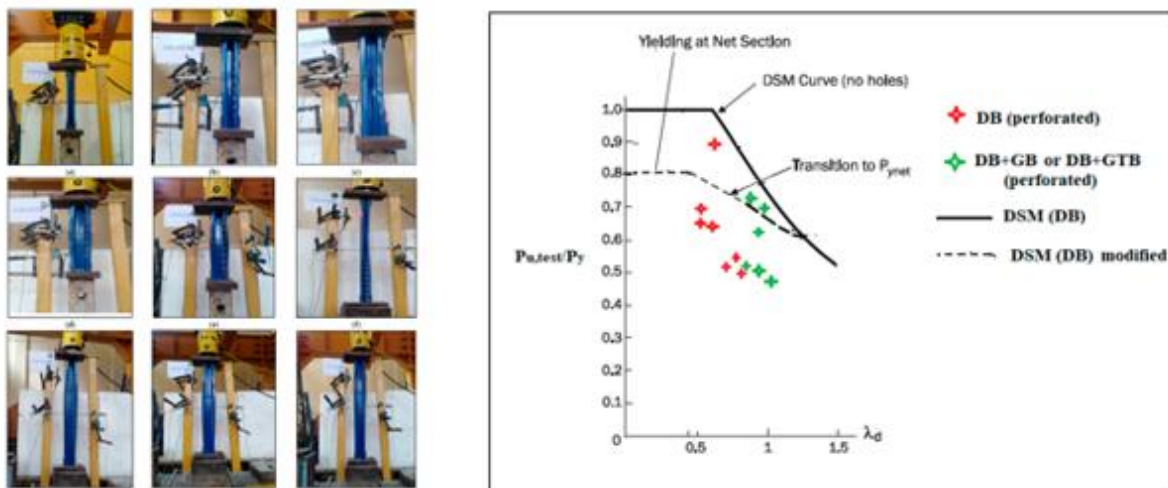 (a)
(b)
(c)
(d)
(e)
(f)
Yielding at Net Section
DSM Curve (no holes)
Transition to Pynet
Pu,test/Py
1.0
0.9
0.8
0.7
0.6
0.5
0.4
0.3
0.2
0.1
0
0.5
1
1.5
λd
DB (perforated)
DB+GB or DB+GTB
(perforated)
DSM (DB)
DSM (DB) modified